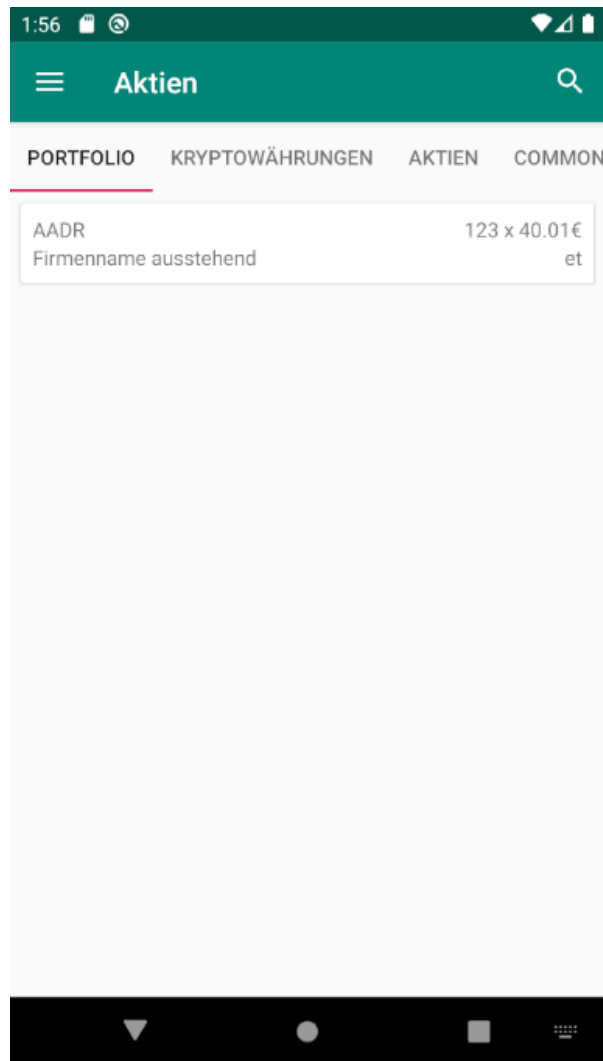 1:56
Aktien
PORTFOLIO KRYPTOWÄHRUNGEN AKTIEN COMMON
AADR 123 x 40.01€
Firmenname ausstehend et